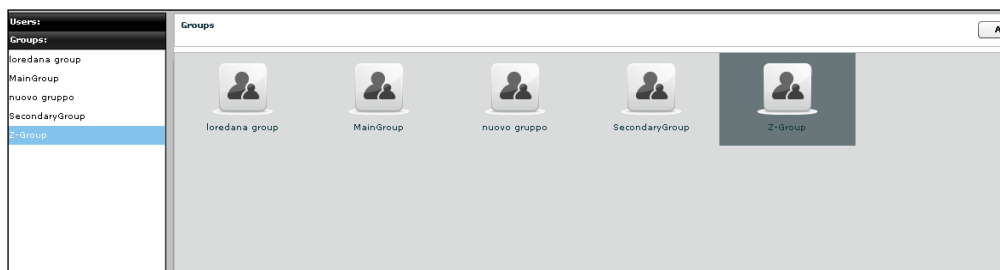 Users:
Groups:
loredana group
MainGroup
nuovo gruppo
SecondaryGroup
Z-Group
Groups
A
loredana group MainGroup nuovo gruppo SecondaryGroup Z-Group